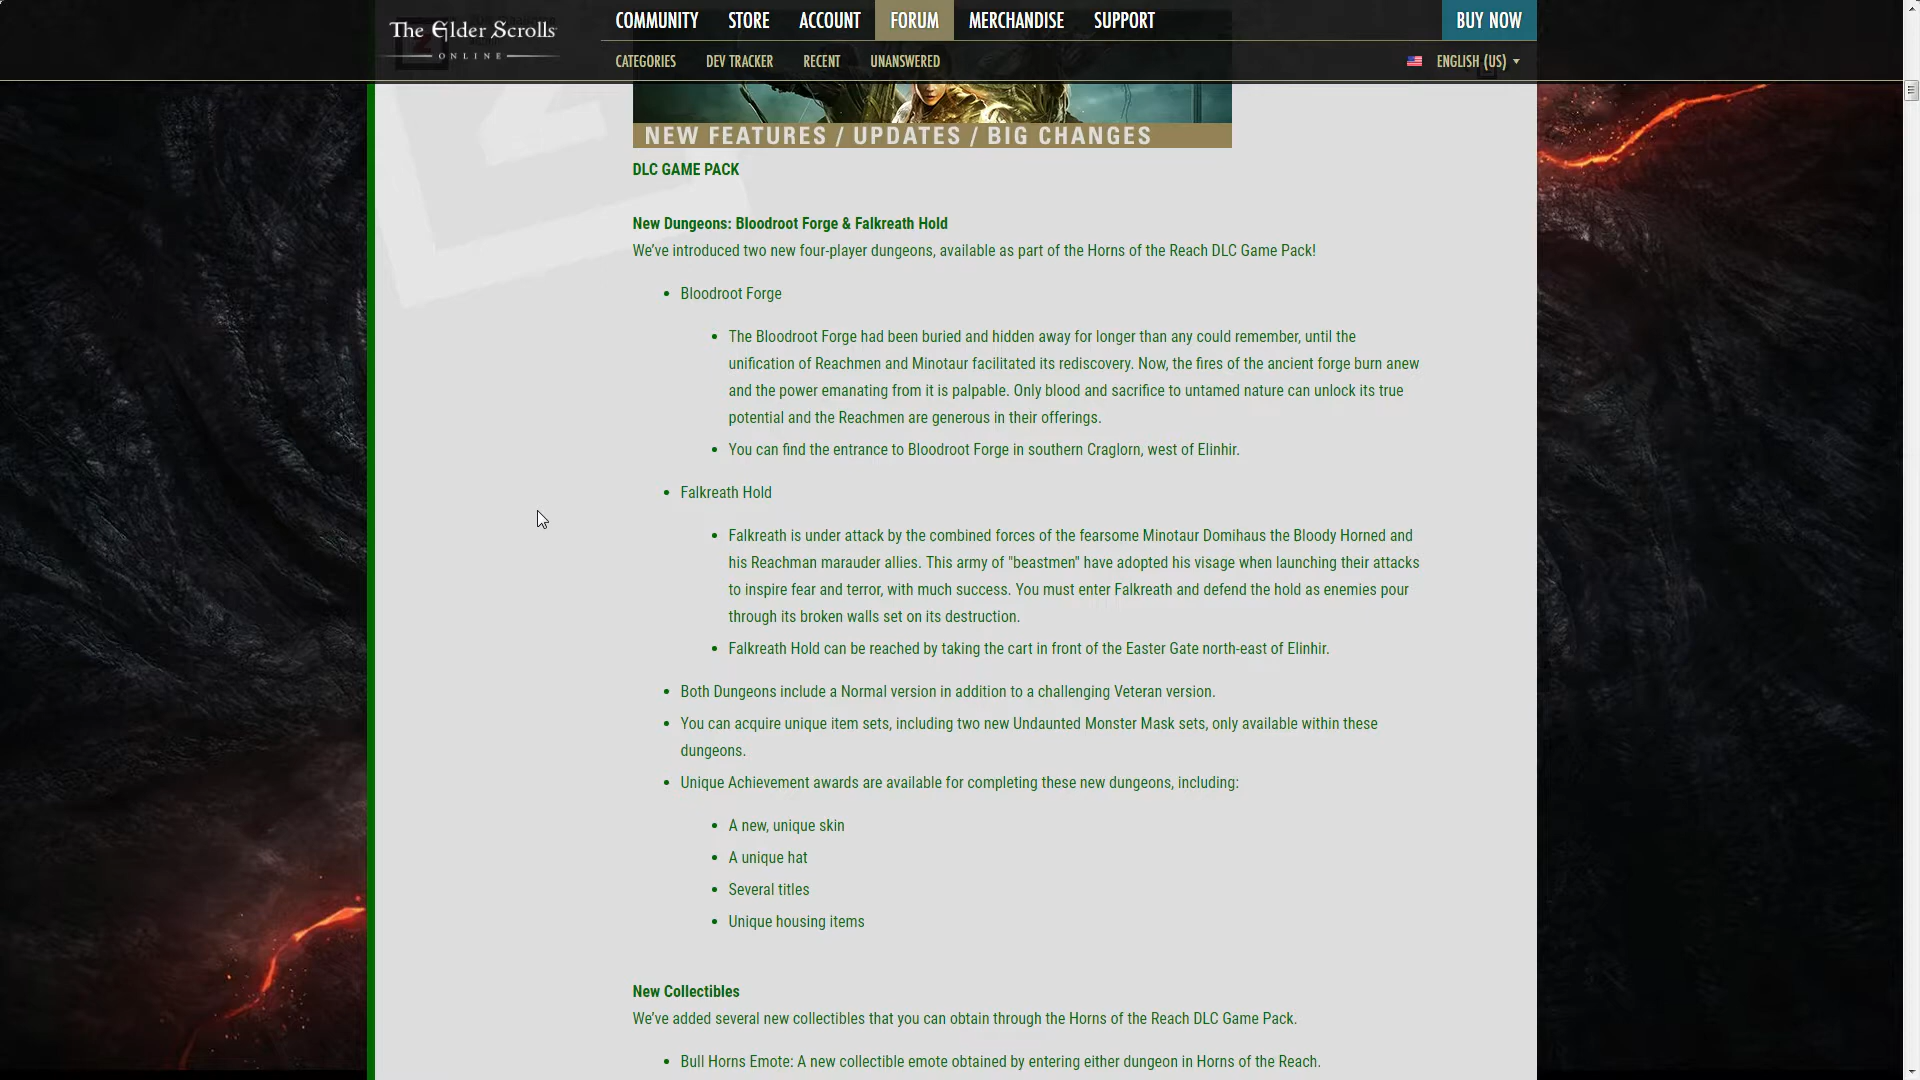 The Elder Scrolls
ONLINE
COMMUNITY STORE ACCOUNT FORUM MERCHANDISE SUPPORT BUY NOW
CATEGORIES DEV TRACKER RECENT UNANSWERED ENGLISH (US)
NEW FEATURES / UPDATES / BIG CHANGES
DLC GAME PACK
New Dungeons: Bloodroot Forge & Falkreath Hold
We've introduced two new four-player dungeons, available as part of the Horns of the Reach DLC Game Pack!
• Bloodroot Forge
• The Bloodroot Forge had been buried and hidden away for longer than any could remember, until the
unification of Reachmen and Minotaur facilitated its rediscovery. Now, the fires of the ancient forge burn anew
and the power emanating from it is palpable. Only blood and sacrifice to untamed nature can unlock its true
potential and the Reachmen are generous in their offerings.
• You can find the entrance to Bloodroot Forge in southern Craglorn, west of Elinhir.
• Falkreath Hold
• Falkreath is under attack by the combined forces of the fearsome Minotaur Domihaus the Bloody Horned and
his Reachman marauder allies. This army of "beastmen" have adopted his visage when launching their attacks
to inspire fear and terror, with much success. You must enter Falkreath and defend the hold as enemies pour
through its broken walls set on its destruction.
• Falkreath Hold can be reached by taking the cart in front of the Easter Gate north-east of Elinhir.
• Both Dungeons include a Normal version in addition to a challenging Veteran version.
• You can acquire unique item sets, including two new Undaunted Monster Mask sets, only available within these
dungeons.
• Unique Achievement awards are available for completing these new dungeons, including:
• A new, unique skin
• A unique hat
• Several titles
• Unique housing items
New Collectibles
We've added several new collectibles that you can obtain through the Horns of the Reach DLC Game Pack.
• Bull Horns Emote: A new collectible emote obtained by entering either dungeon in Horns of the Reach.